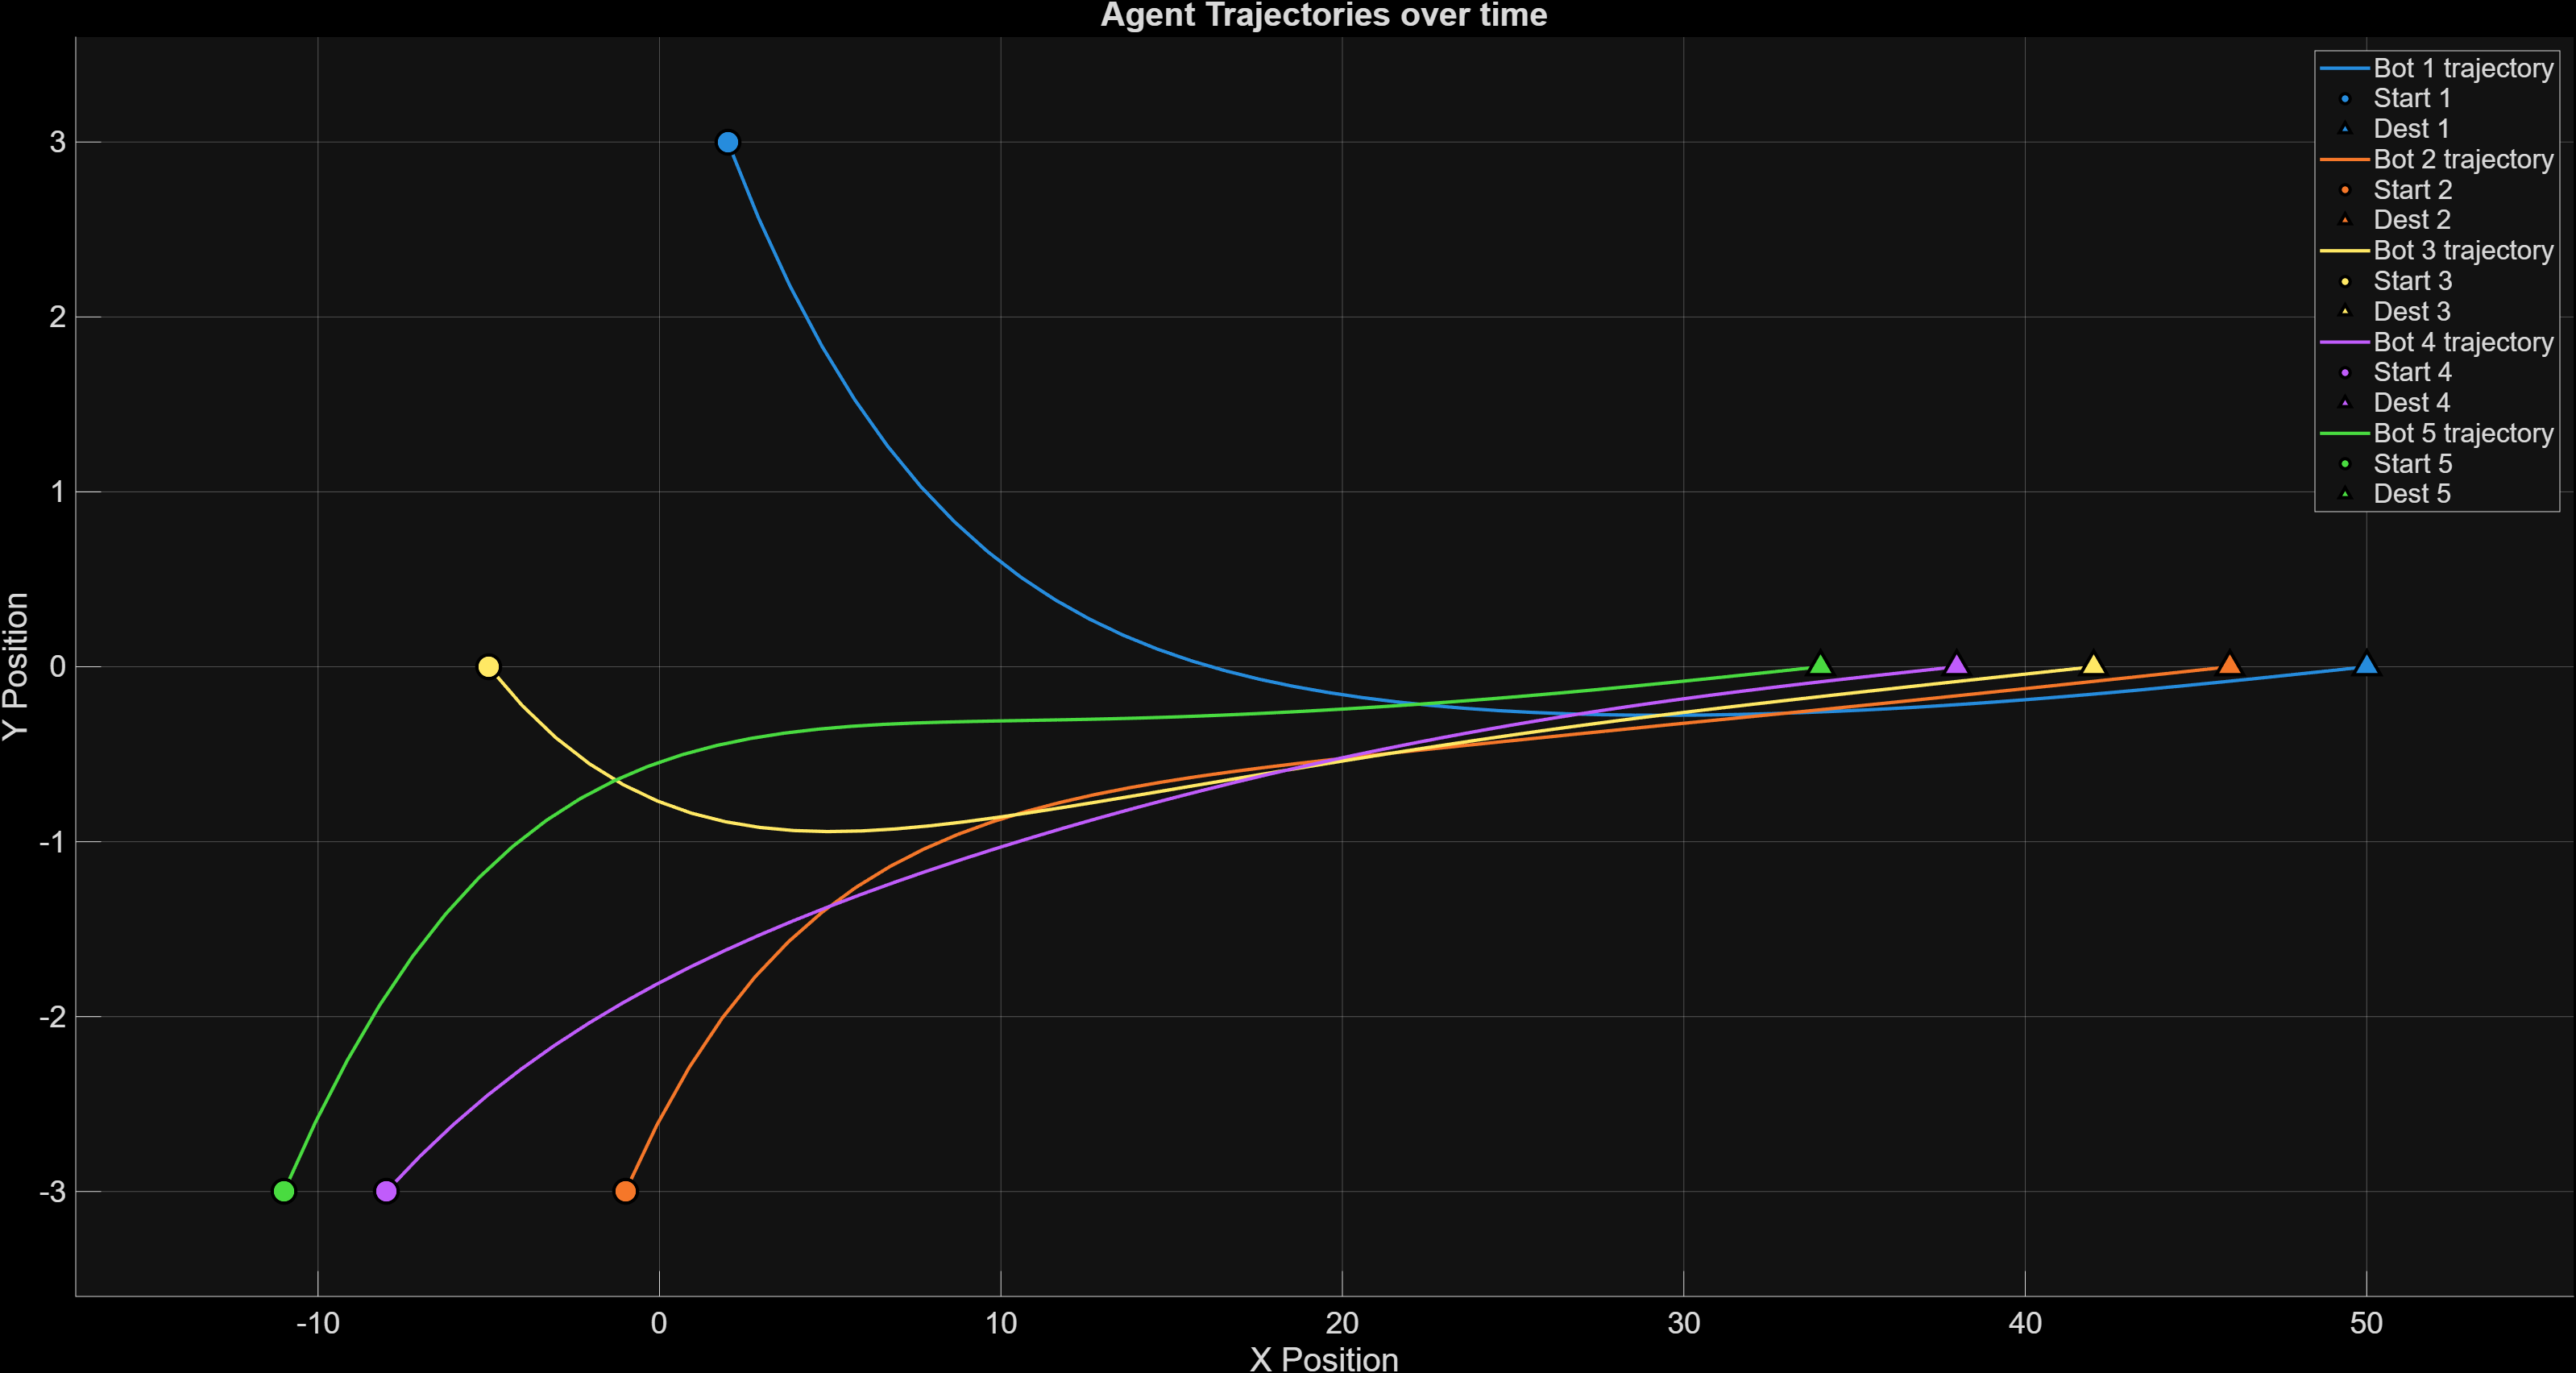 Agent Trajectories over time
Bot 1 trajectory
Start 1
Dest 1
Bot 2 trajectory
Start 2
Dest 2
Bot 3 trajectory
Start 3
Dest 3
Bot 4 trajectory
Start 4
Dest 4
Bot 5 trajectory
Start 5
Dest 5
Y Position
3
2
1
0
-1
-2
-3
-10 0 10 20 30 40 50
X Position